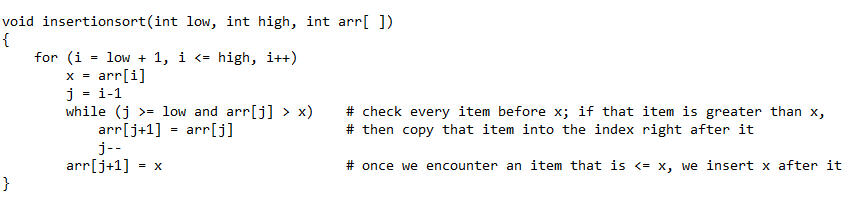 void insertionsort(int low, int high, int arr[ ])
{
    for (i = low + 1, i <= high, i++)
        x = arr[i]
        j = i-1
        while (j >= low and arr[j] > x)    # check every item before x; if that item is greater than x,
            arr[j+1] = arr[j]              # then copy that item into the index right after it
            j--
        arr[j+1] = x                       # once we encounter an item that is <= x, we insert x after it
}